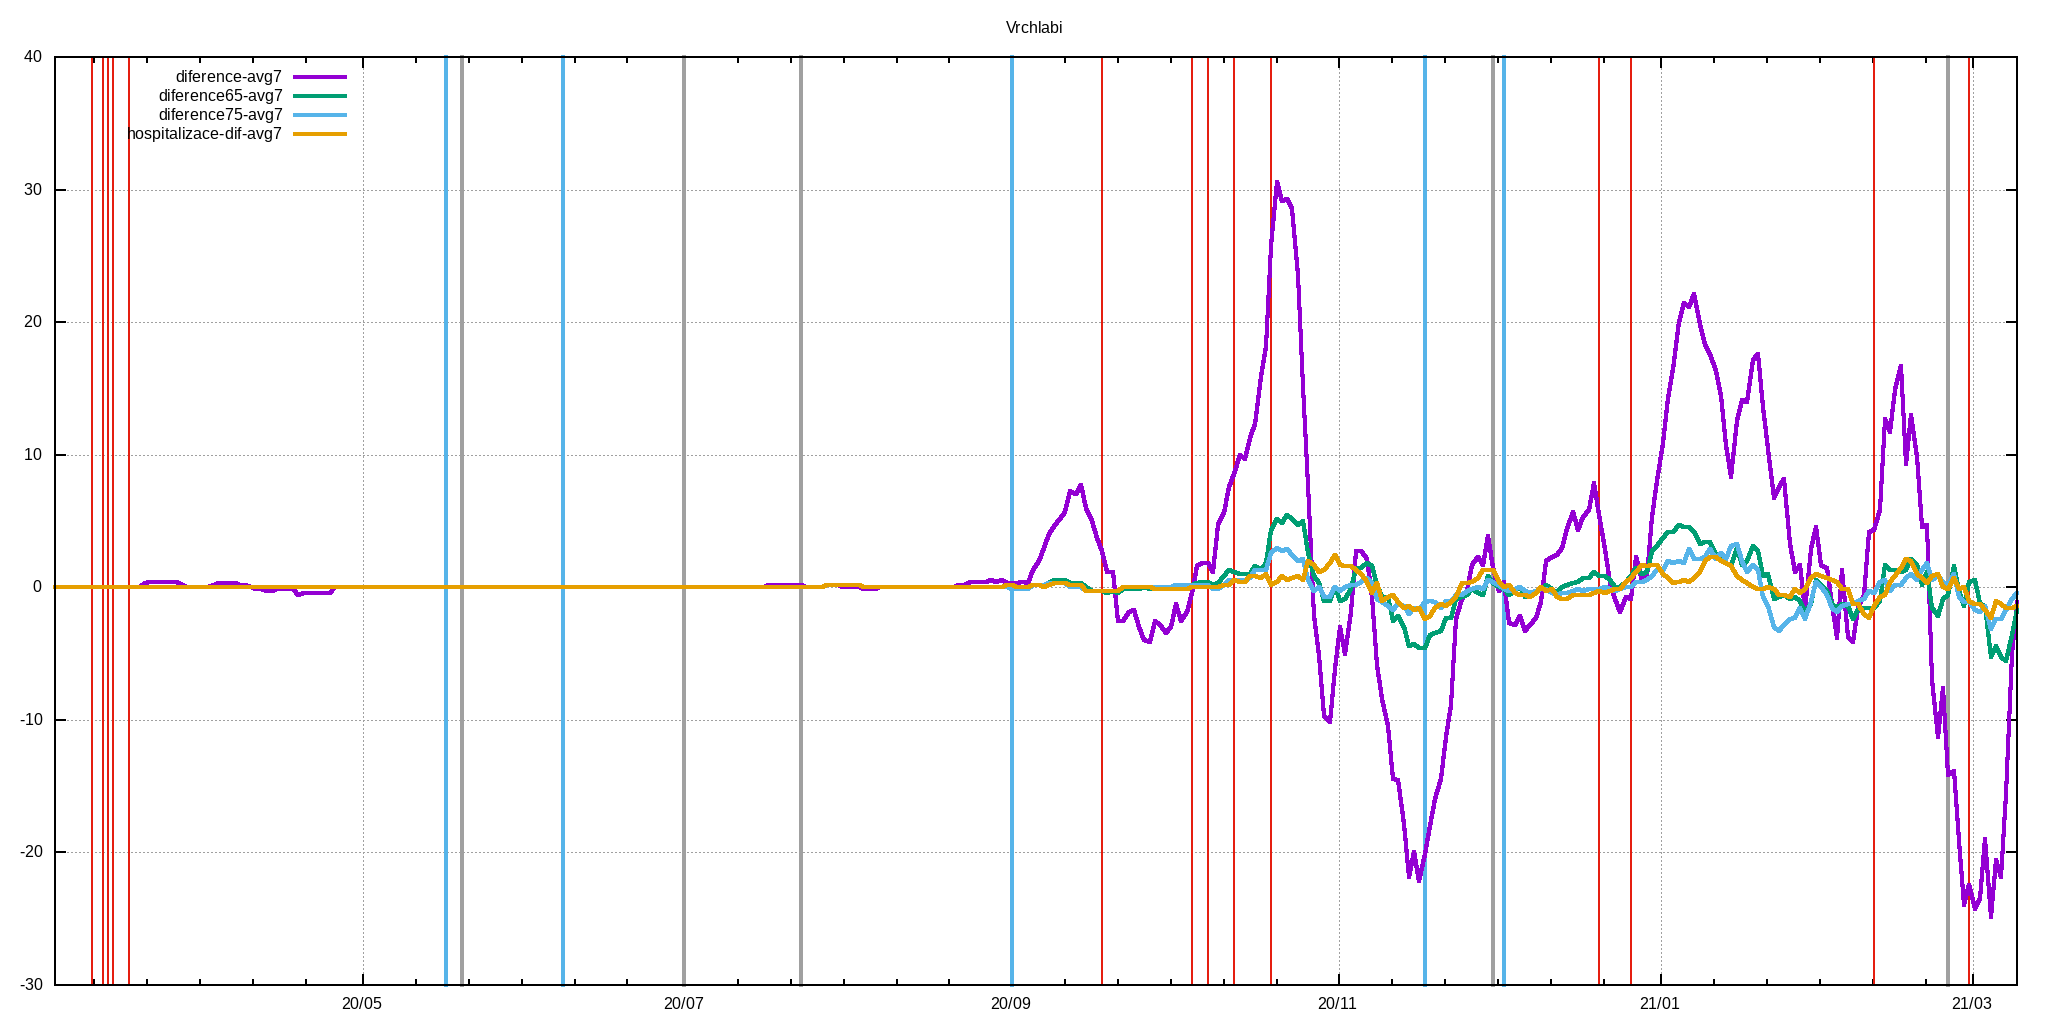 Vrchlabi
40
diference-avg7
diference65-avg7
diference75-avg7
hospitalizace-dif-avg7
30
20
10
0
-10
-20
-30
20/05 20/07 20/09 20/11 21/01 21/03